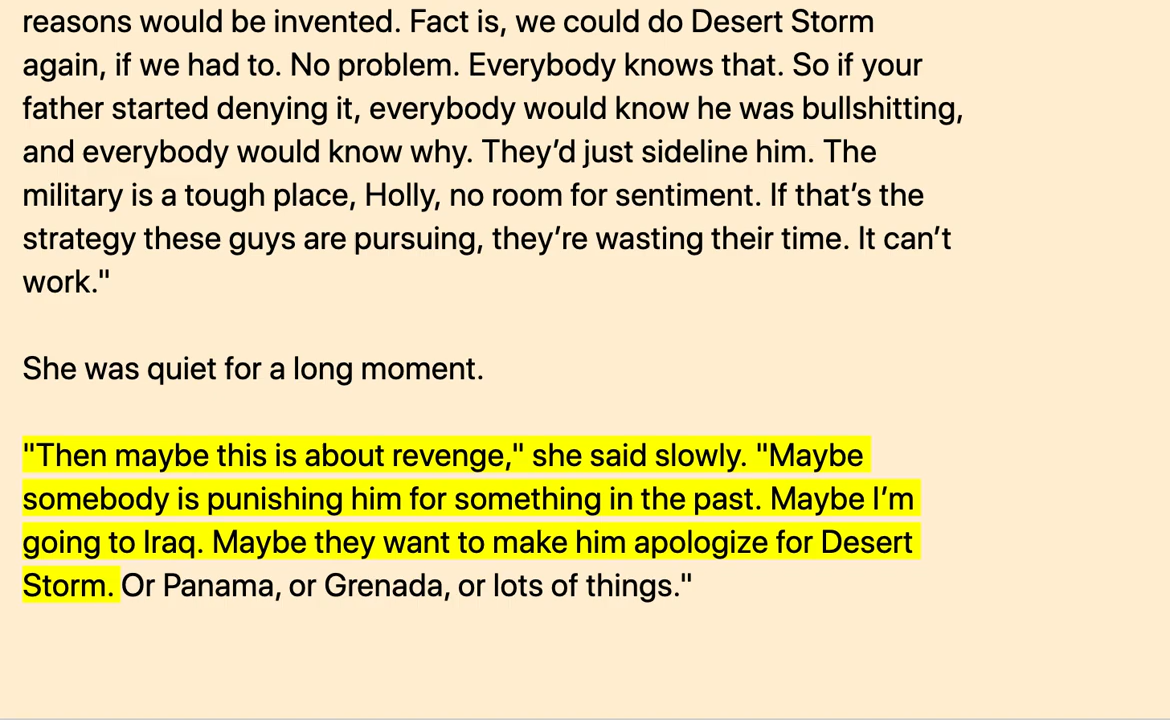 reasons would be invented. Fact is, we could do Desert Storm
again, if we had to. No problem. Everybody knows that. So if your
father started denying it, everybody would know he was bullshitting,
and everybody would know why. They’d just sideline him. The
military is a tough place, Holly, no room for sentiment. If that’s the
strategy these guys are pursuing, they’re wasting their time. It can’t
work."
She was quiet for a long moment.
"Then maybe this is about revenge," she said slowly. "Maybe
somebody is punishing him for something in the past. Maybe I’m
going to Iraq. Maybe they want to make him apologize for Desert
Storm. Or Panama, or Grenada, or lots of things."